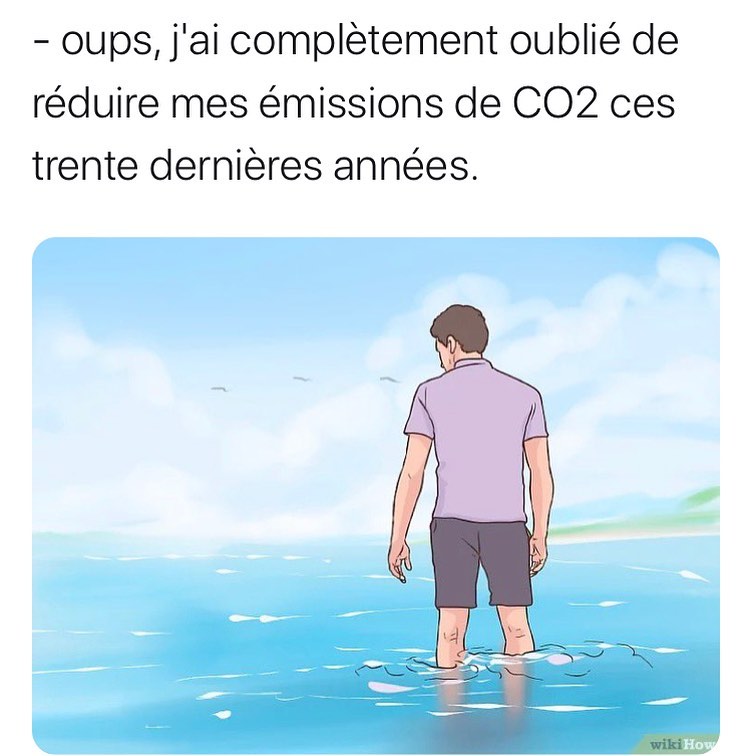 - oups, j'ai complètement oublié de
réduire mes émissions de CO2 ces
trente dernières années.
wikiHow